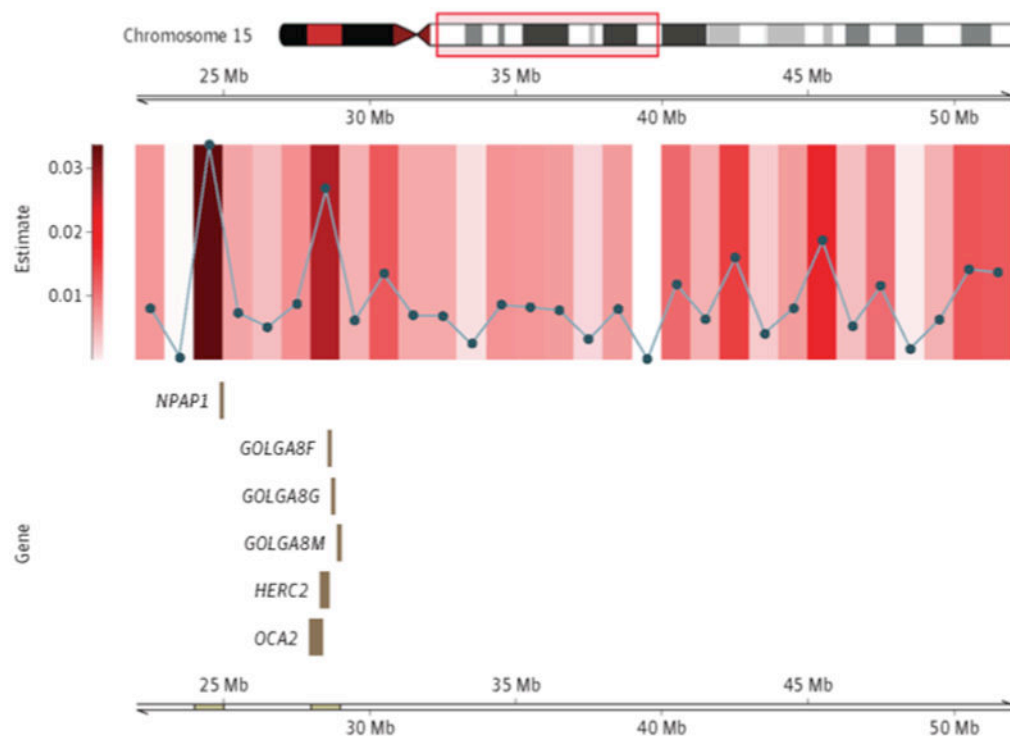 Chromosome 15
25 Mb 35 Mb 45 Mb
30 Mb 40 Mb 50 Mb
0.03
0.02
0.01
Estimate
NPAP1
GOLGA8F
GOLGA8G
GOLGA8M
HERC2
OCA2
Gene
25 Mb 35 Mb 45 Mb
30 Mb 40 Mb 50 Mb